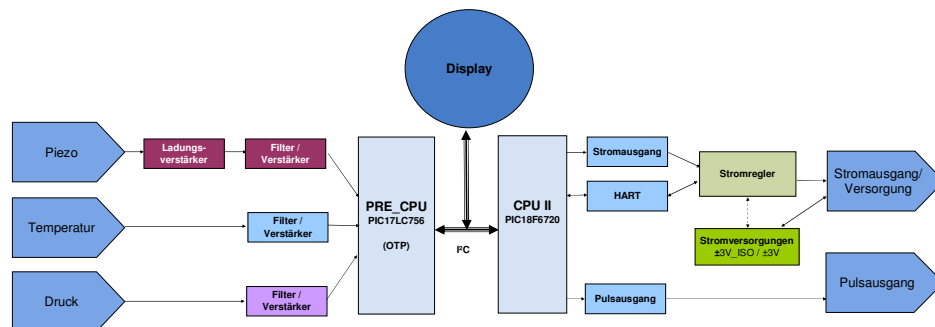 Display
Piezo
Ladungs-
verstärker
Filter /
Verstärker
Temperatur
Filter /
Verstärker
Druck
Filter /
Verstärker
PRE_CPU
PIC17LC756
(OTP)
I²C
CPU II
PIC18F6720
Stromausgang
HART
Pulsausgang
Stromregler
Stromversorgungen
±3V_ISO / ±3V
Stromausgang/
Versorgung
Pulsausgang